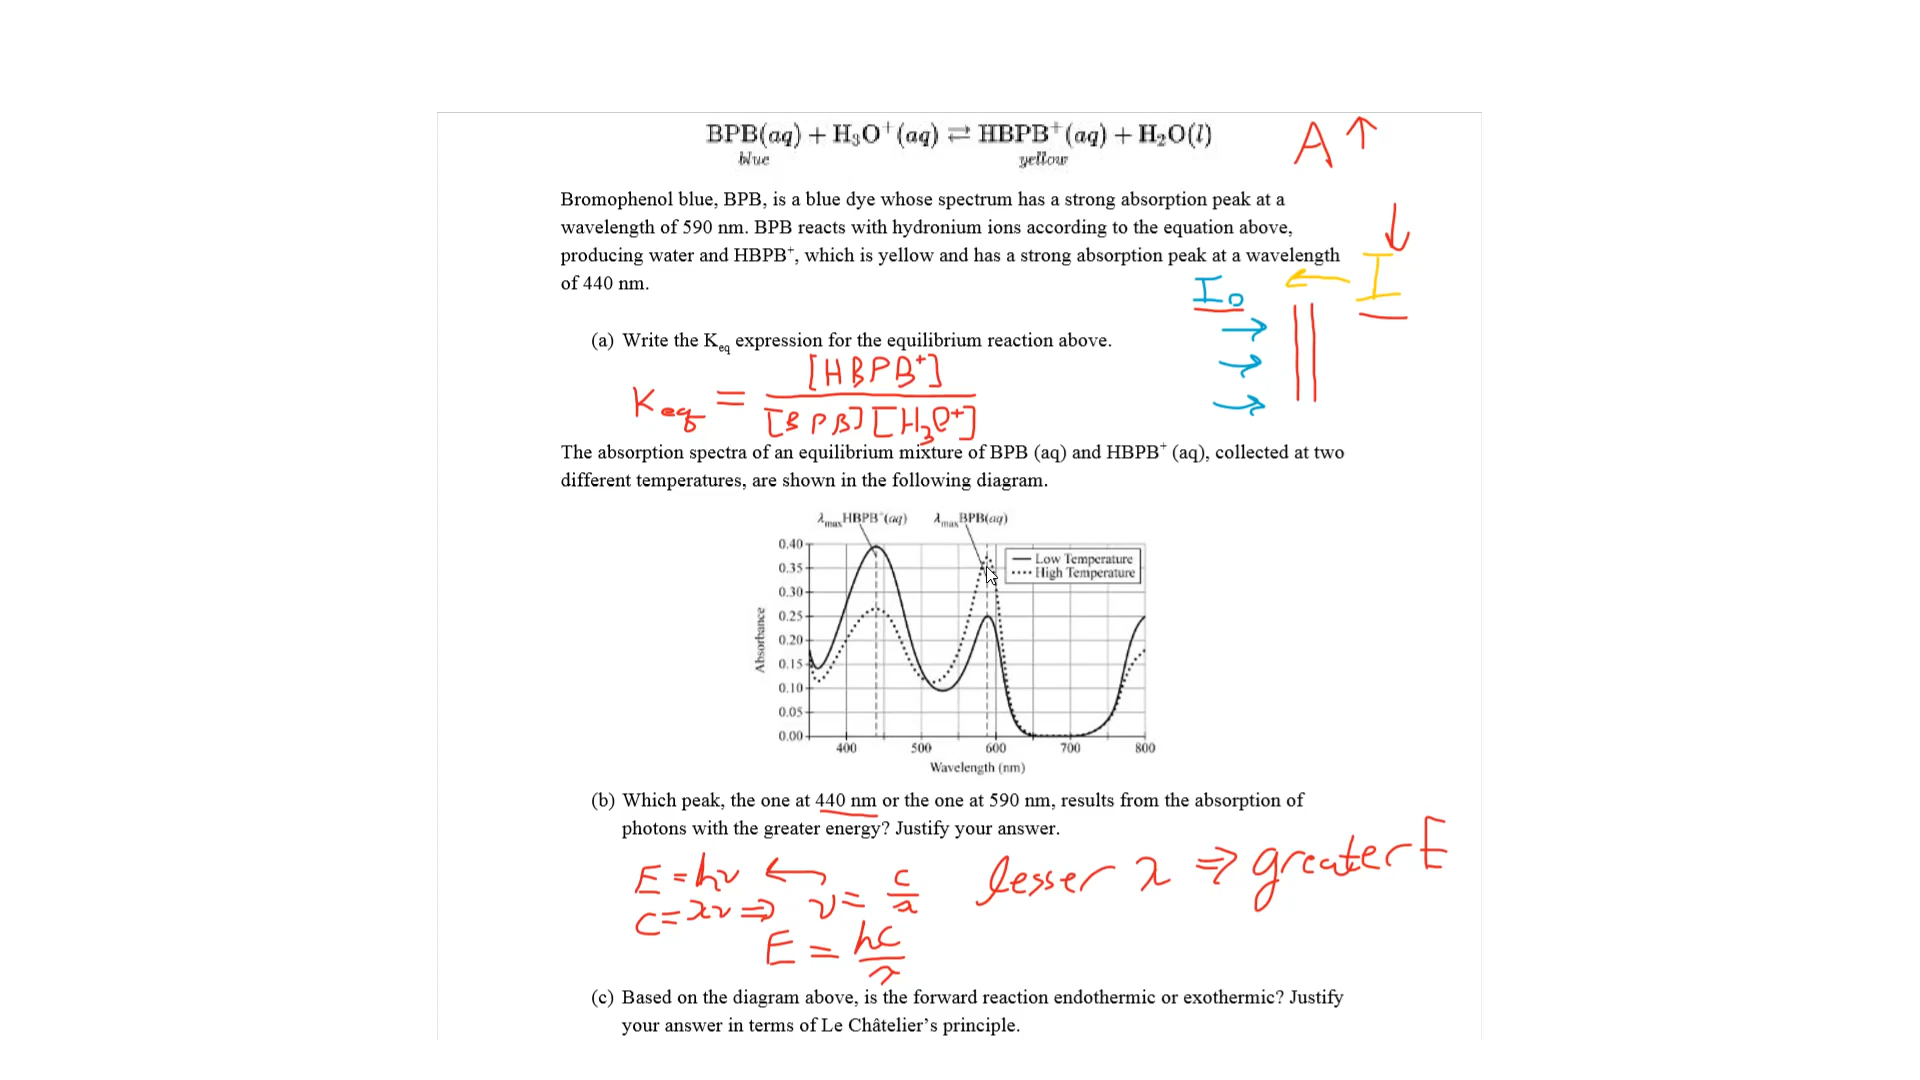 BPB(aq) + H₃O⁺(aq) ⇌ HBPB⁺(aq) + H₂O(l)
blue yellow
A ↑
Bromophenol blue, BPB, is a blue dye whose spectrum has a strong absorption peak at a
wavelength of 590 nm. BPB reacts with hydronium ions according to the equation above,
producing water and HBPB⁺, which is yellow and has a strong absorption peak at a wavelength
of 440 nm.
↓
I
I₀
(a) Write the Keq expression for the equilibrium reaction above.
Keq = [HBPB⁺] / [BPB][H₃O⁺]
The absorption spectra of an equilibrium mixture of BPB (aq) and HBPB⁺ (aq), collected at two
different temperatures, are shown in the following diagram.
λmax HBPB⁺(aq) λmax BPB(aq)
Low Temperature
High Temperature
Absorbance
0.40
0.35
0.30
0.25
0.20
0.15
0.10
0.05
0.00
400 500 600 700 800
Wavelength (nm)
(b) Which peak, the one at 440 nm or the one at 590 nm, results from the absorption of
photons with the greater energy? Justify your answer.
E = hν ←
c = λν ⇒ ν = c/λ
E = hc/λ
lesser λ ⇒ greater E
(c) Based on the diagram above, is the forward reaction endothermic or exothermic? Justify
your answer in terms of Le Châtelier’s principle.